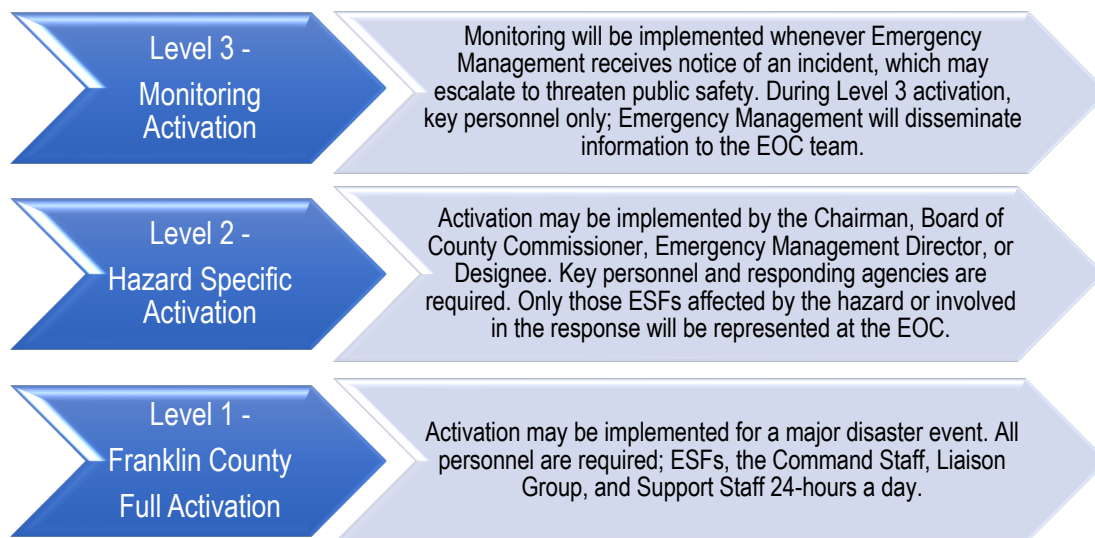 Level 3 -
Monitoring
Activation
Monitoring will be implemented whenever Emergency
Management receives notice of an incident, which may
escalate to threaten public safety. During Level 3 activation,
key personnel only; Emergency Management will disseminate
information to the EOC team.
Level 2 -
Hazard Specific
Activation
Activation may be implemented by the Chairman, Board of
County Commissioner, Emergency Management Director, or
Designee. Key personnel and responding agencies are
required. Only those ESFs affected by the hazard or involved
in the response will be represented at the EOC.
Level 1 -
Franklin County
Full Activation
Activation may be implemented for a major disaster event. All
personnel are required; ESFs, the Command Staff, Liaison
Group, and Support Staff 24-hours a day.